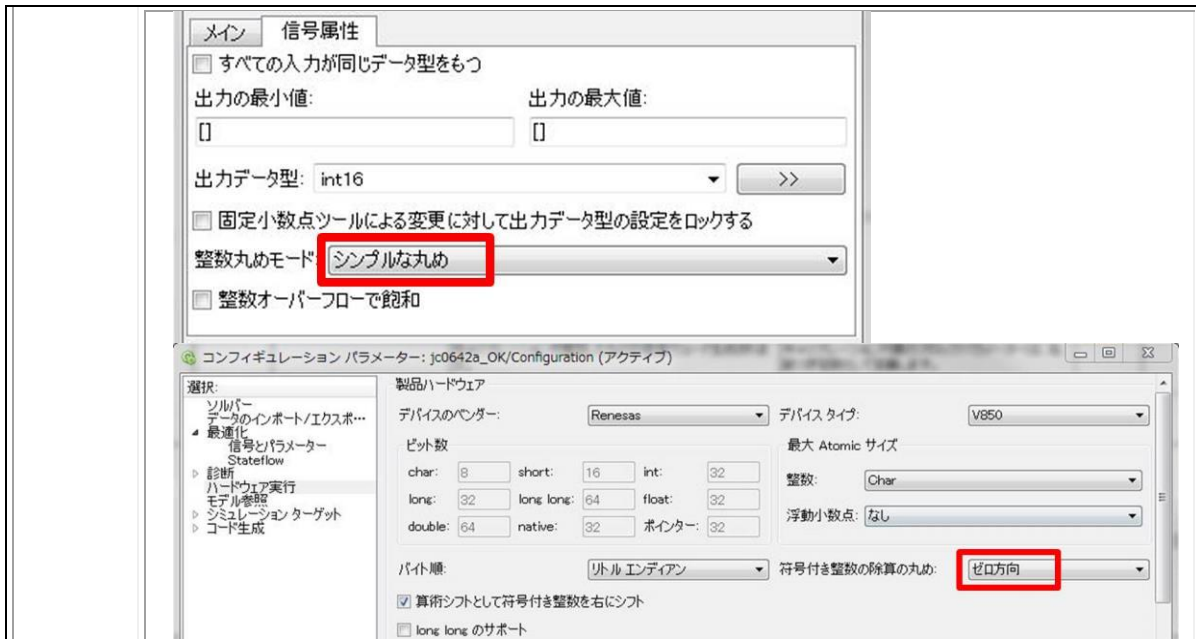 メイン 信号属性
すべての入力が同じデータ型をもつ
出力の最小値: 出力の最大値:
[] []
出力データ型: int16 >>
固定小数点ツールによる変更に対して出力データ型の設定をロックする
整数丸めモード: シンプルな丸め
整数オーバーフローで飽和
コンフィギュレーション パラメーター: jc0642a_OK/Configuration (アクティブ)
選択:
ソルバー
データのインポート/エクスポ…
最適化
信号とパラメーター
Stateflow
診断
ハードウェア実行
モデル参照
シミュレーション ターゲット
コード生成
製品ハードウェア
デバイスのベンダー: Renesas デバイス タイプ: V850
ビット数 最大 Atomic サイズ
char: 8 short: 16 int: 32 整数: Char
long: 32 long long: 64 float: 32
浮動小数点: なし
double: 64 native: 32 ポインター: 32
バイト順: リトル エンディアン 符号付き整数の除算の丸め: ゼロ方向
算術シフトとして符号付き整数を右にシフト
long long のサポート